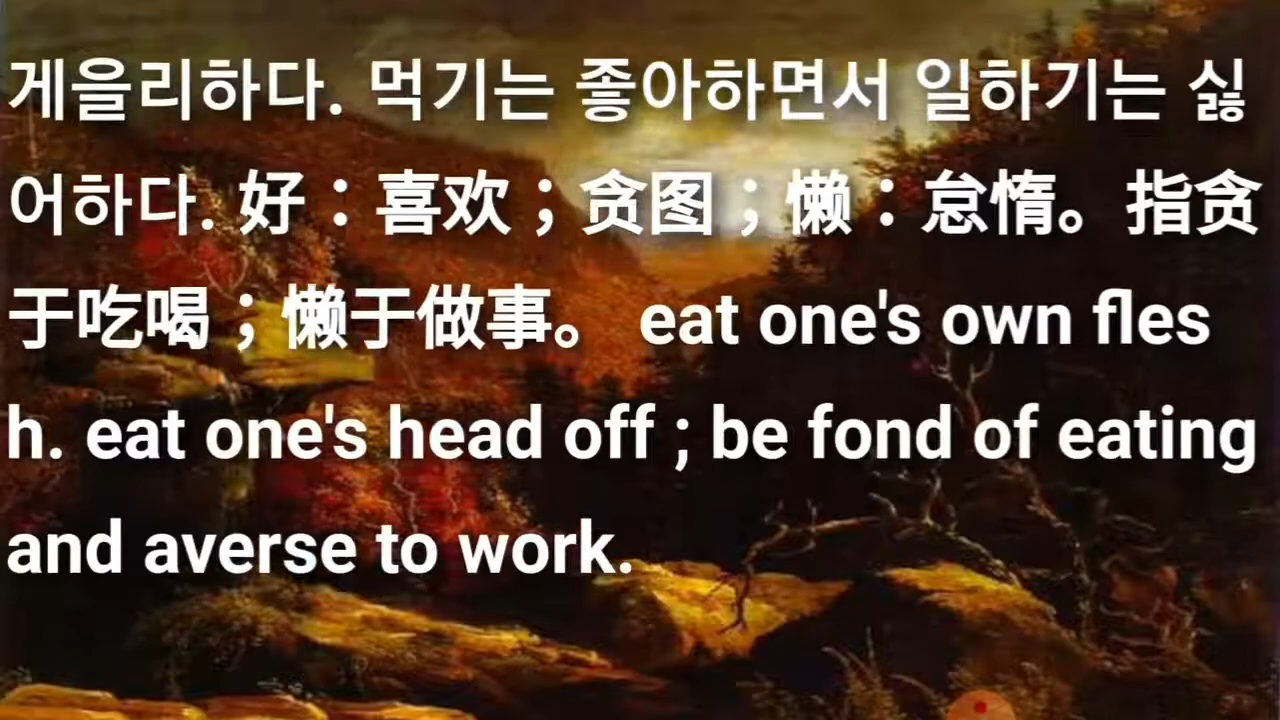 게을리하다. 먹기는 좋아하면서 일하기는 싫
어하다. 好：喜欢；贪图；懒：怠惰。指贪
于吃喝；懒于做事。 eat one's own fles
h. eat one's head off ; be fond of eating
and averse to work.